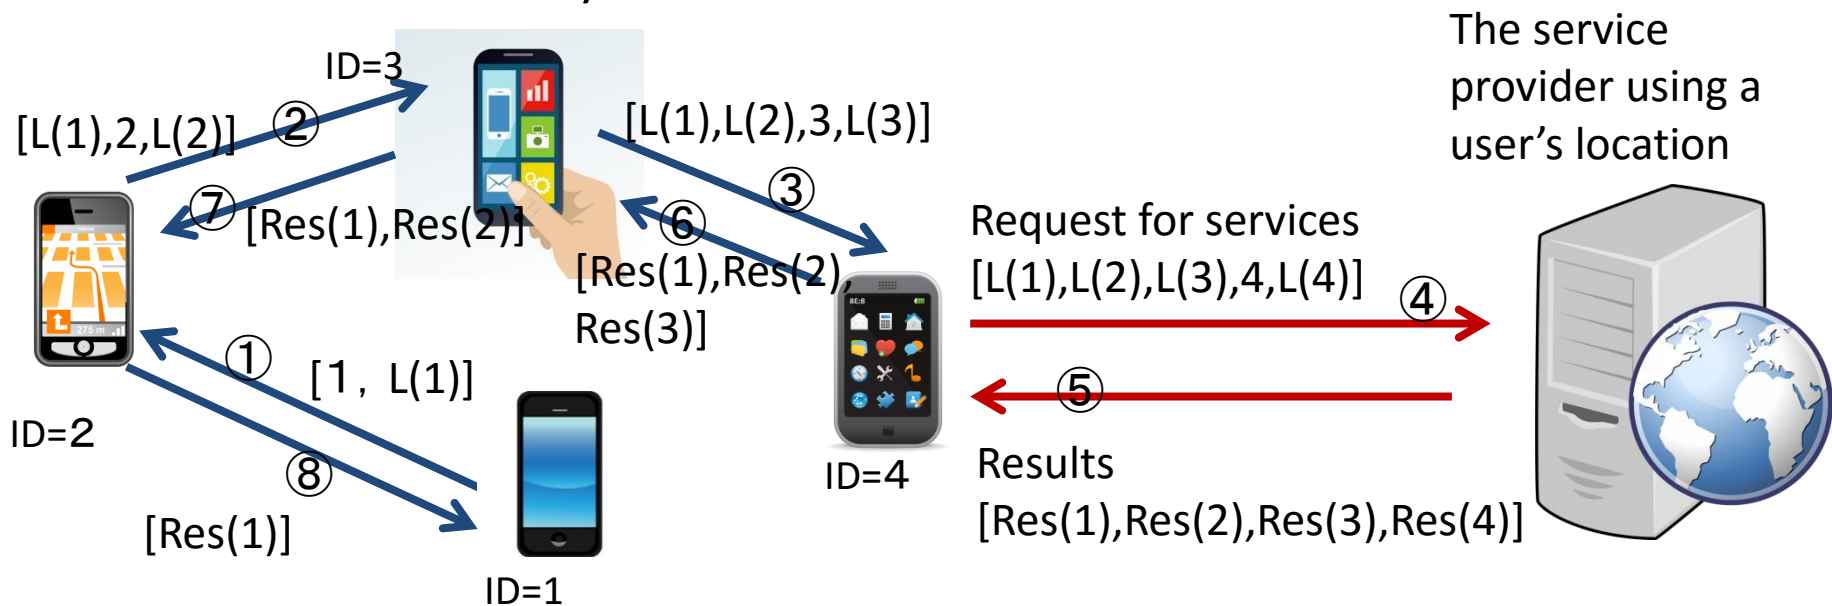 ID=3
The service
provider using a
user's location
[L(1),2,L(2)]
②
[L(1),L(2),3,L(3)]
③
⑦
[Res(1),Res(2)]
⑥
[Res(1),Res(2),
Res(3)]
Request for services
[L(1),L(2),L(3),4,L(4)]
④
275 m
①
[1, L(1)]
⑤
ID=2
⑧
[Res(1)]
ID=1
ID=4
Results
[Res(1),Res(2),Res(3),Res(4)]